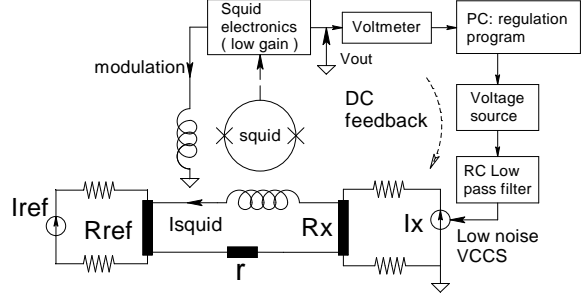 Squid
electronics
( low gain )
Voltmeter
PC: regulation
program
Vout
modulation
DC
feedback
Voltage
source
squid
RC Low
pass filter
Iref
Rref
Isquid
Rx
Ix
r
Low noise
VCCS